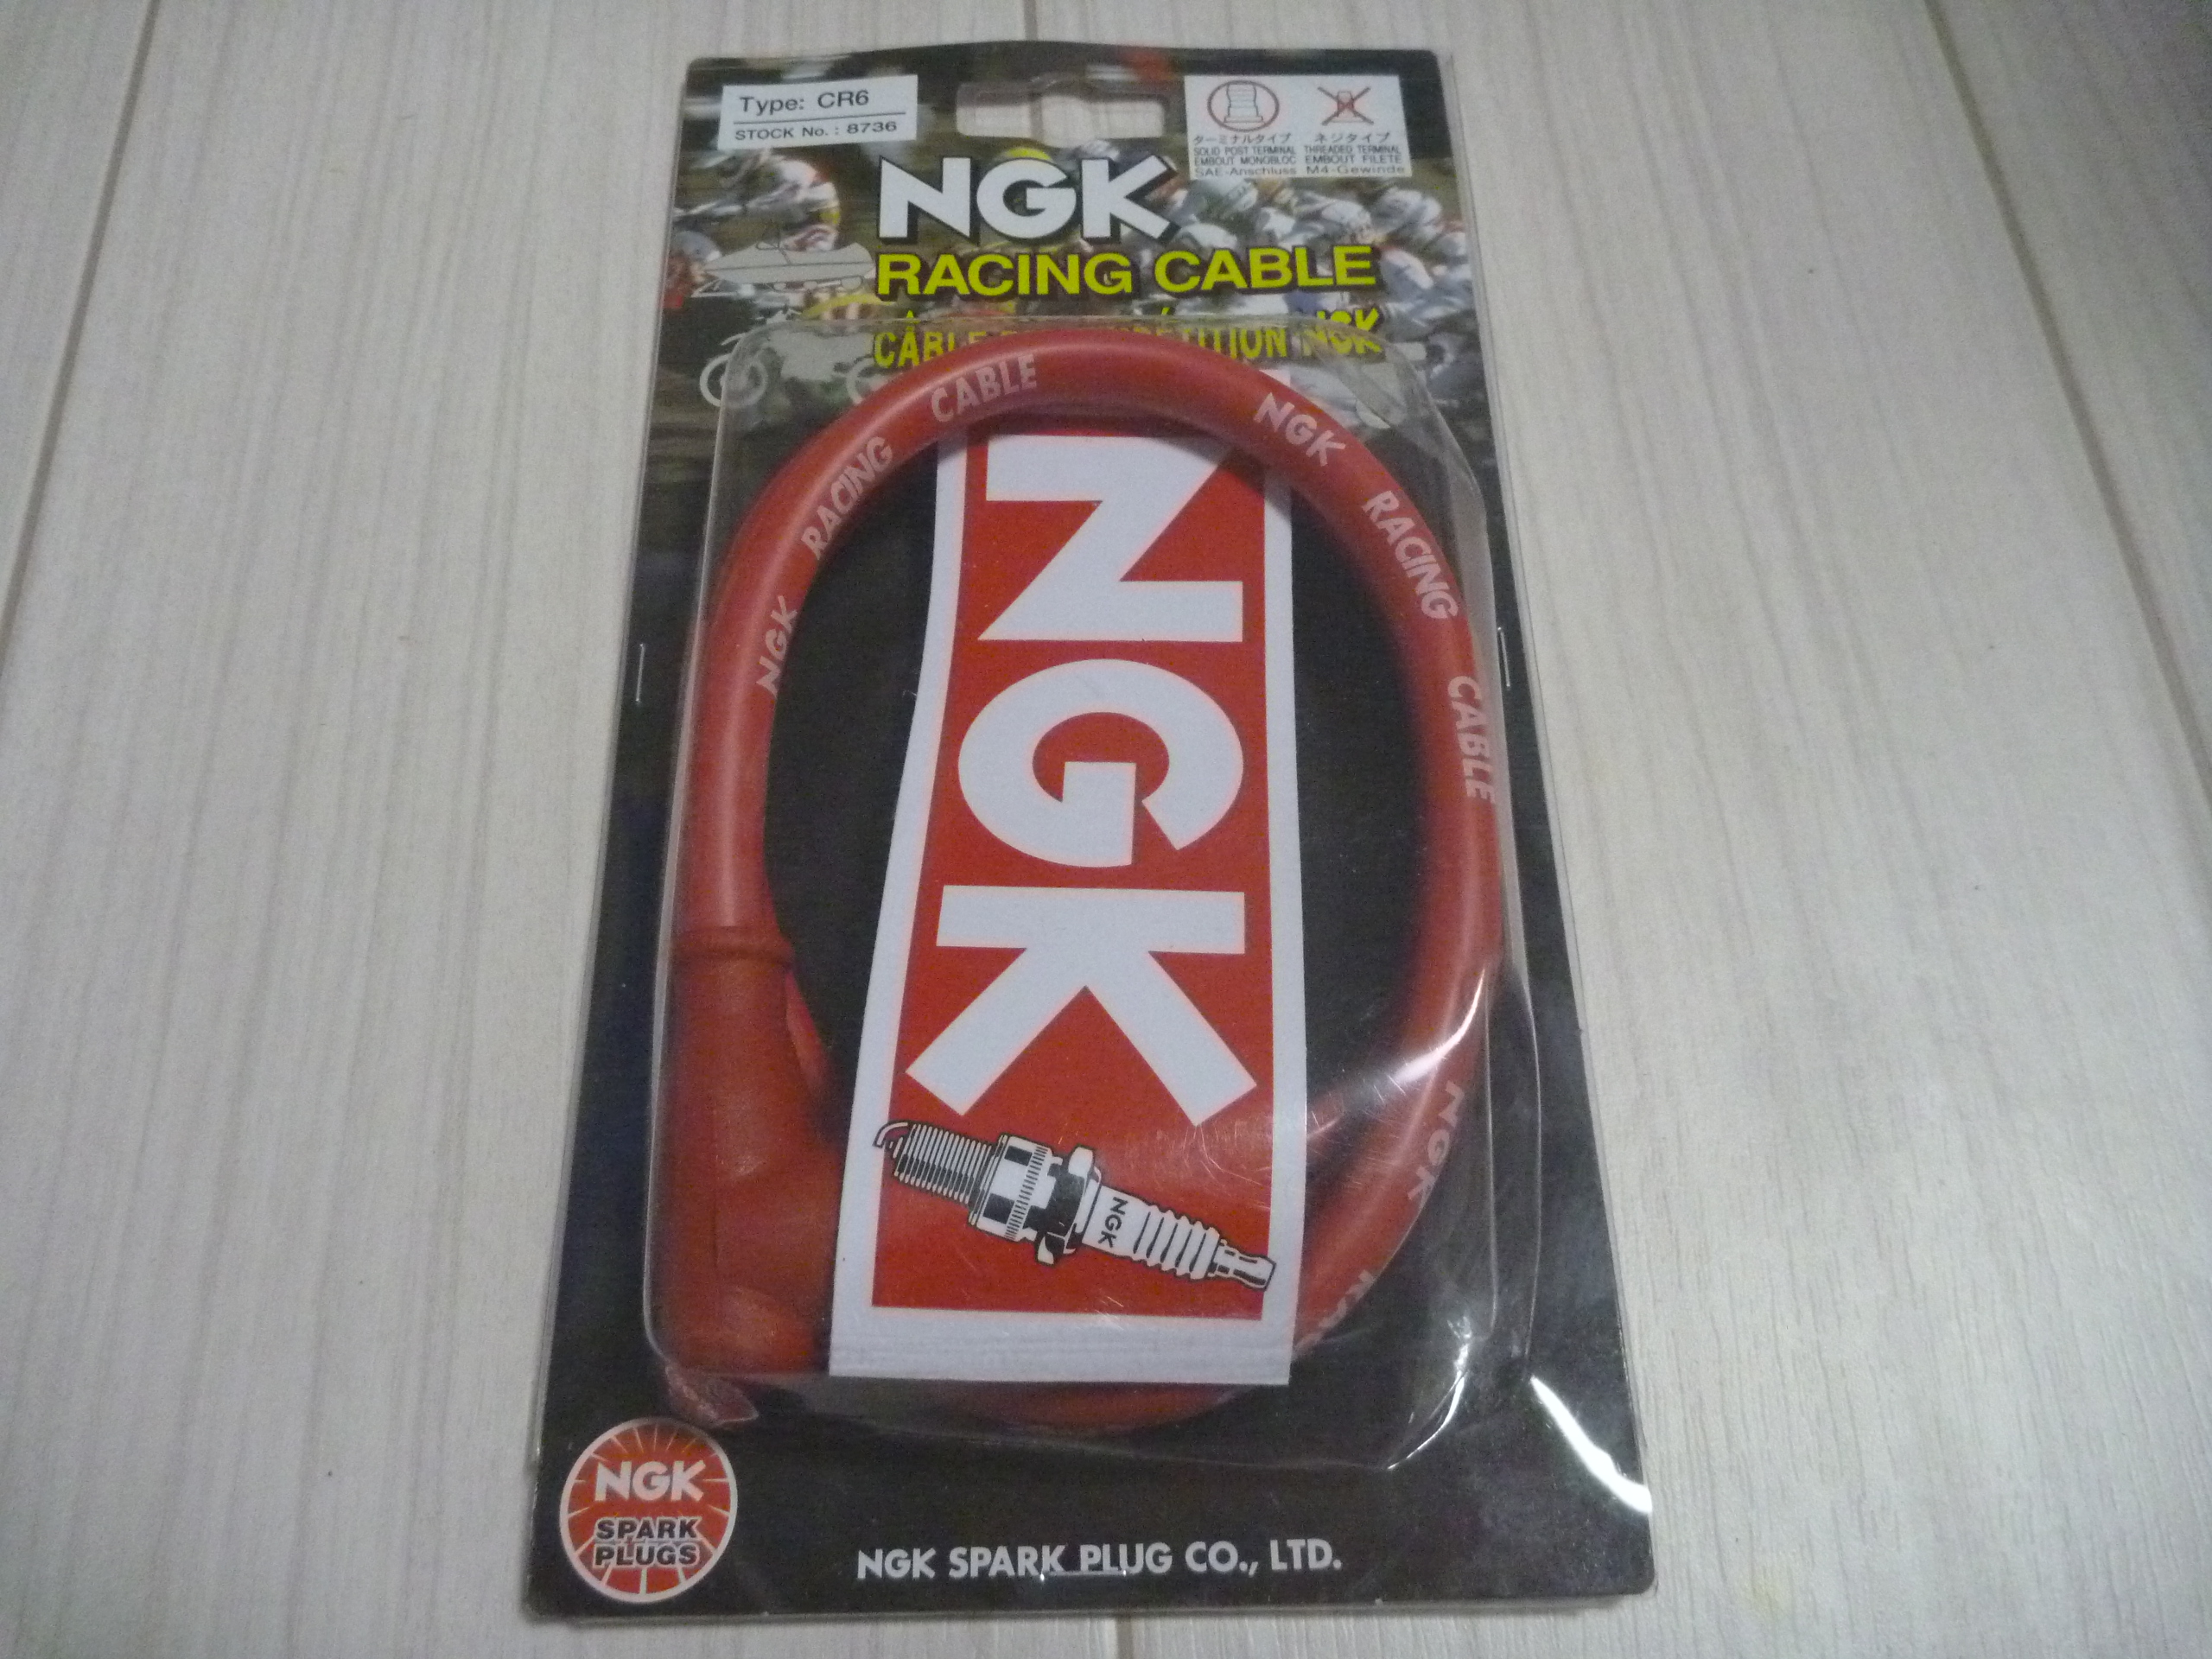 Type: CR6
STOCK No.: 8736
ターミナルタイプ ネジタイプ
SOLID POST TERMINAL THREADED TERMINAL
EMBOUT MONOBLOC EMBOUT FILETE
SAE-Anschluss M4-Gewinde
NGK
RACING CABLE
NGK
NGK RACING CABLE
NGK RACING CABLE
NGK
NGK
NGK
NGK
SPARK
PLUGS
NGK SPARK PLUG CO., LTD.